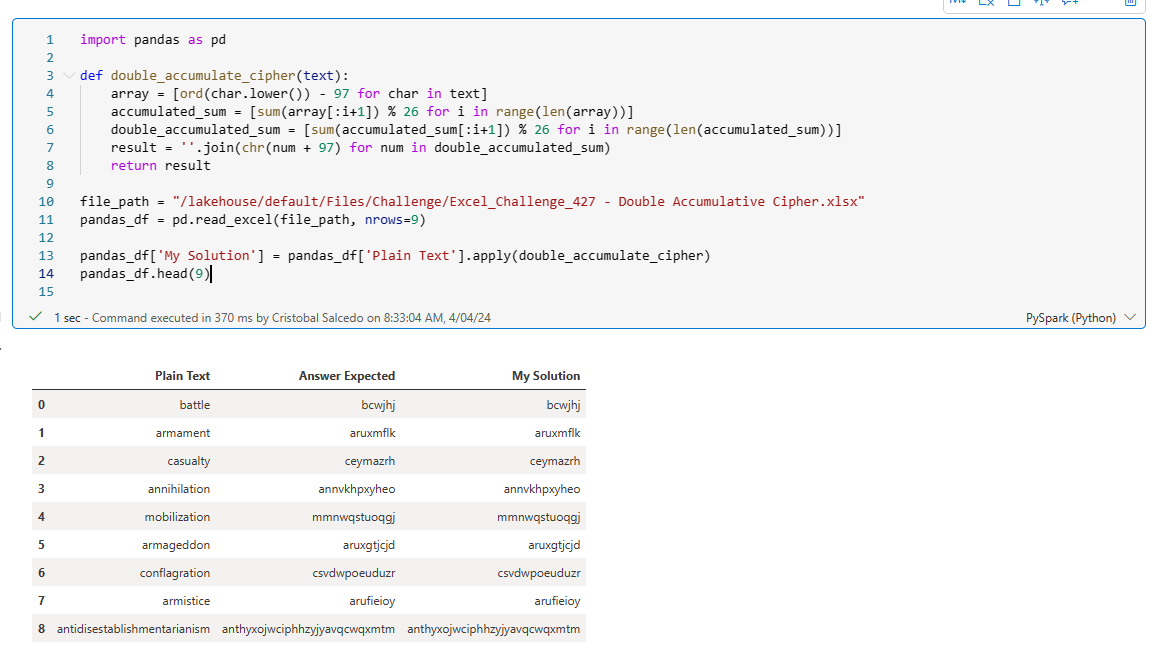 1 import pandas as pd
2
3 def double_accumulate_cipher(text):
4     array = [ord(char.lower()) - 97 for char in text]
5     accumulated_sum = [sum(array[:i+1]) % 26 for i in range(len(array))]
6     double_accumulated_sum = [sum(accumulated_sum[:i+1]) % 26 for i in range(len(accumulated_sum))]
7     result = ''.join(chr(num + 97) for num in double_accumulated_sum)
8     return result
9
10 file_path = "/lakehouse/default/Files/Challenge/Excel_Challenge_427 - Double Accumulative Cipher.xlsx"
11 pandas_df = pd.read_excel(file_path, nrows=9)
12
13 pandas_df['My Solution'] = pandas_df['Plain Text'].apply(double_accumulate_cipher)
14 pandas_df.head(9)
15
1 sec - Command executed in 370 ms by Cristobal Salcedo on 8:33:04 AM, 4/04/24 PySpark (Python)
Plain Text Answer Expected My Solution
0 battle bcwjhj bcwjhj
1 armament aruxmflk aruxmflk
2 casualty ceymazrh ceymazrh
3 annihilation annvkhpxyheo annvkhpxyheo
4 mobilization mmnwqstuoqgj mmnwqstuoqgj
5 armageddon aruxgtjcjd aruxgtjcjd
6 conflagration csvdwpoeuduzr csvdwpoeuduzr
7 armistice arufieioy arufieioy
8 antidisestablishmentarianism anthyxojwciphhzyjyavqcwqxmtm anthyxojwciphhzyjyavqcwqxmtm